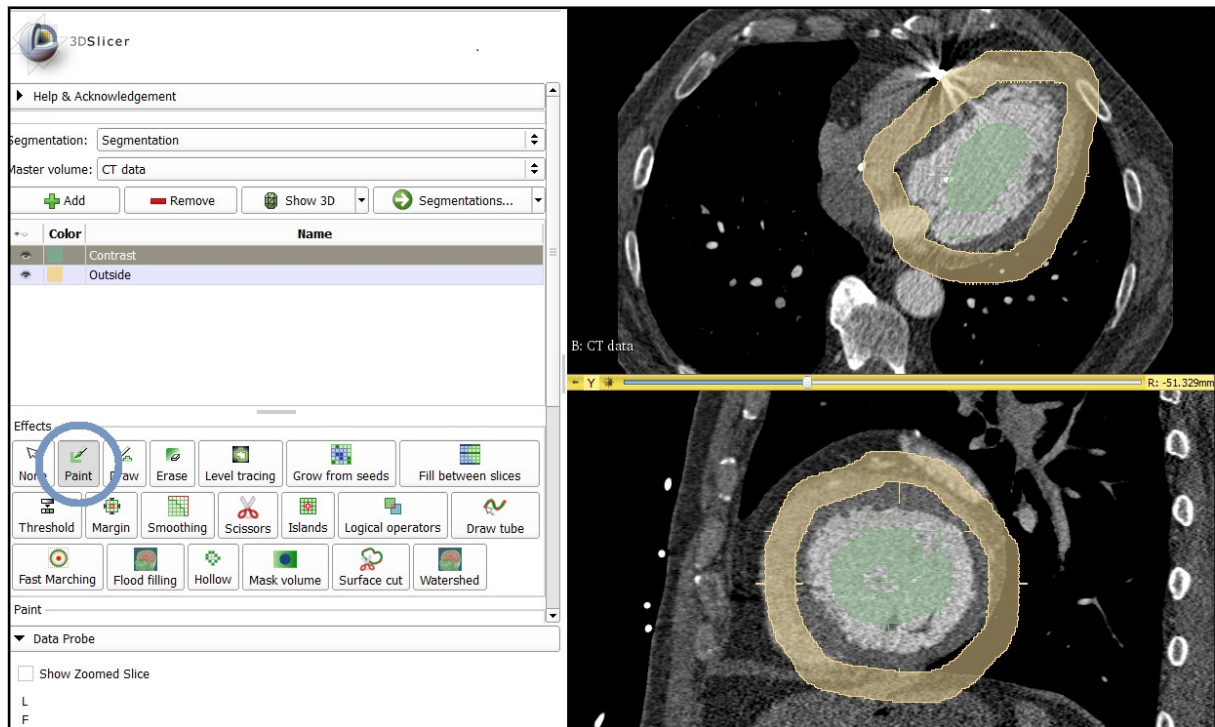 3DSlicer
Help & Acknowledgement
Segmentation: Segmentation
Master volume: CT data
Add Remove Show 3D Segmentations...
Color Name
Contrast
Outside
Effects
None Paint Draw Erase Level tracing Grow from seeds Fill between slices
Threshold Margin Smoothing Scissors Islands Logical operators Draw tube
Fast Marching Flood filling Hollow Mask volume Surface cut Watershed
Paint
Data Probe
Show Zoomed Slice
L
F
B: CT data
Y R: -51.329mm